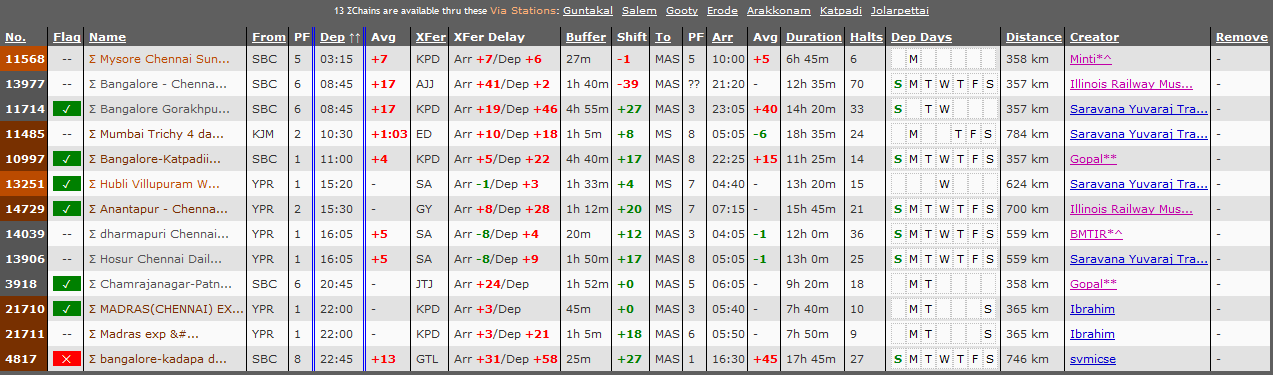 13 ΣChains are available thru these Via Stations: Guntakal Salem Gooty Erode Arakkonam Katpadi Jolarpettai
No. Flag Name From PF Dep ↑↑ Avg XFer XFer Delay Buffer Shift To PF Arr Avg Duration Halts Dep Days Distance Creator Remove
11568 -- Σ Mysore Chennai Sun... SBC 5 03:15 +7 KPD Arr +7/Dep +6 27m -1 MAS 5 10:00 +5 6h 45m 6 M 358 km Minti*^ -
13977 -- Σ Bangalore - Chenna... SBC 6 08:45 +17 AJJ Arr +41/Dep +2 1h 40m -39 MAS ?? 21:20 - 12h 35m 70 S M T W T F S 357 km Illinois Railway Mus... -
11714 ✓ Σ Bangalore Gorakhpu... SBC 6 08:45 +17 KPD Arr +19/Dep +46 4h 55m +27 MAS 3 23:05 +40 14h 20m 33 S T W 357 km Saravana Yuvaraj Tra... -
11485 -- Σ Mumbai Trichy 4 da... KJM 2 10:30 +1:03 ED Arr +10/Dep +18 1h 5m +8 MS 8 05:05 -6 18h 35m 24 M T F S 784 km Saravana Yuvaraj Tra... -
10997 ✓ Σ Bangalore-Katpadii... SBC 1 11:00 +4 KPD Arr +5/Dep +22 4h 40m +17 MAS 8 22:25 +15 11h 25m 14 S M T W T F S 357 km Gopal** -
13251 ✓ Σ Hubli Villupuram W... YPR 1 15:20 - SA Arr -1/Dep +3 1h 33m +4 MS 7 04:40 - 13h 20m 15 W 624 km Saravana Yuvaraj Tra... -
14729 ✓ Σ Anantapur - Chenna... YPR 2 15:30 - GY Arr +8/Dep +28 1h 12m +20 MS 7 07:15 - 15h 45m 21 S M T W T F S 700 km Illinois Railway Mus... -
14039 -- Σ dharmapuri Chennai... YPR 1 16:05 +5 SA Arr -8/Dep +4 20m +12 MAS 3 04:05 -1 12h 0m 36 S M T W T F S 559 km BMTIR*^ -
13906 -- Σ Hosur Chennai Dail... YPR 1 16:05 +5 SA Arr -8/Dep +9 1h 50m +17 MAS 8 05:05 -1 13h 0m 25 S M T W T F S 559 km Saravana Yuvaraj Tra... -
3918 ✓ Σ Chamrajanagar-Patn... SBC 6 20:45 - JTJ Arr +24/Dep 1h 52m +0 MAS 5 06:05 - 9h 20m 18 M T 358 km Gopal** -
21710 ✓ Σ MADRAS(CHENNAI) EX... YPR 1 22:00 - KPD Arr +3/Dep 45m +0 MAS 3 05:40 - 7h 40m 10 M T S 365 km Ibrahim -
21711 -- Σ Madras exp &#... YPR 1 22:00 - KPD Arr +3/Dep +21 1h 5m +18 MAS 6 05:50 - 7h 50m 9 M T S 365 km Ibrahim -
4817 ✕ Σ bangalore-kadapa d... SBC 8 22:45 +13 GTL Arr +31/Dep +58 25m +27 MAS 1 16:30 +45 17h 45m 27 S M T W T F S 746 km svmicse -